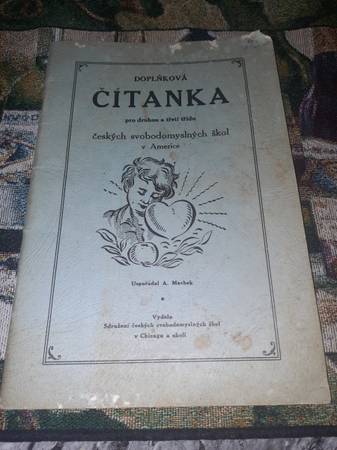 DOPLŇKOVÁ
ČÍTANKA
pro druhou a třetí třídu
českých svobodomyslných škol
v Americe
Uspořádal A. Machek
Vydalo
Sdružení českých svobodomyslných škol
v Chicagu a okolí